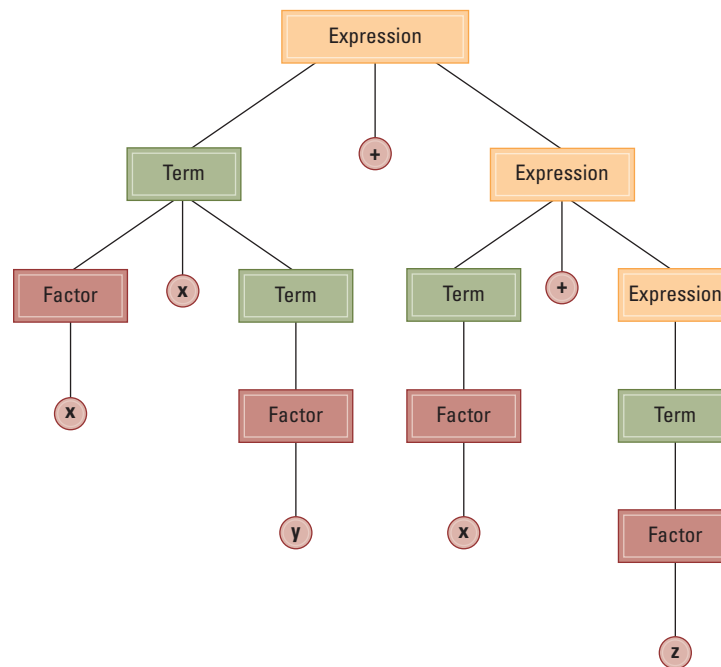 Expression
+
Term
Expression
Factor
x
Term
Term
+
Expression
x
Factor
Factor
Term
y
x
Factor
z